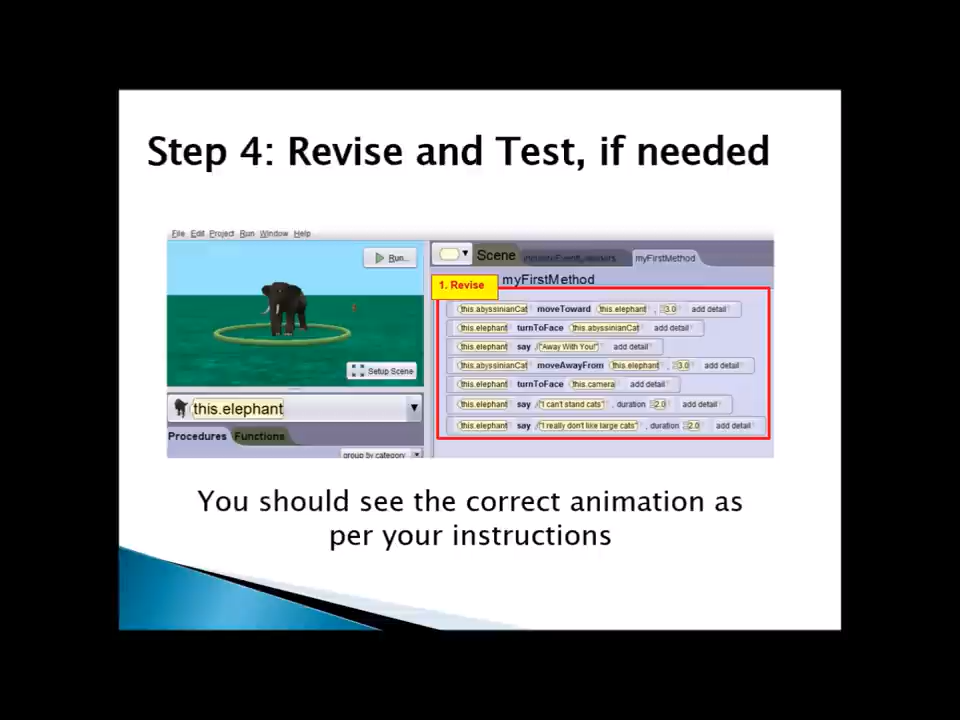 Step 4: Revise and Test, if needed
File Edit Project Run Window Help
Run...
Scene myFirstMethod
1. Revise myFirstMethod
this.abyssinianCat moveToward this.elephant , 3.0 add detail
this.elephant turnToFace this.abyssinianCat add detail
this.elephant say "Away With You!" add detail
this.abyssinianCat moveAwayFrom this.elephant , 3.0 add detail
Setup Scene
this.elephant turnToFace this.camera add detail
this.elephant
this.elephant say "I can't stand cats" , duration 2.0 add detail
this.elephant say "I really don't like large cats" , duration 2.0 add detail
Procedures Functions
group by category
You should see the correct animation as
per your instructions